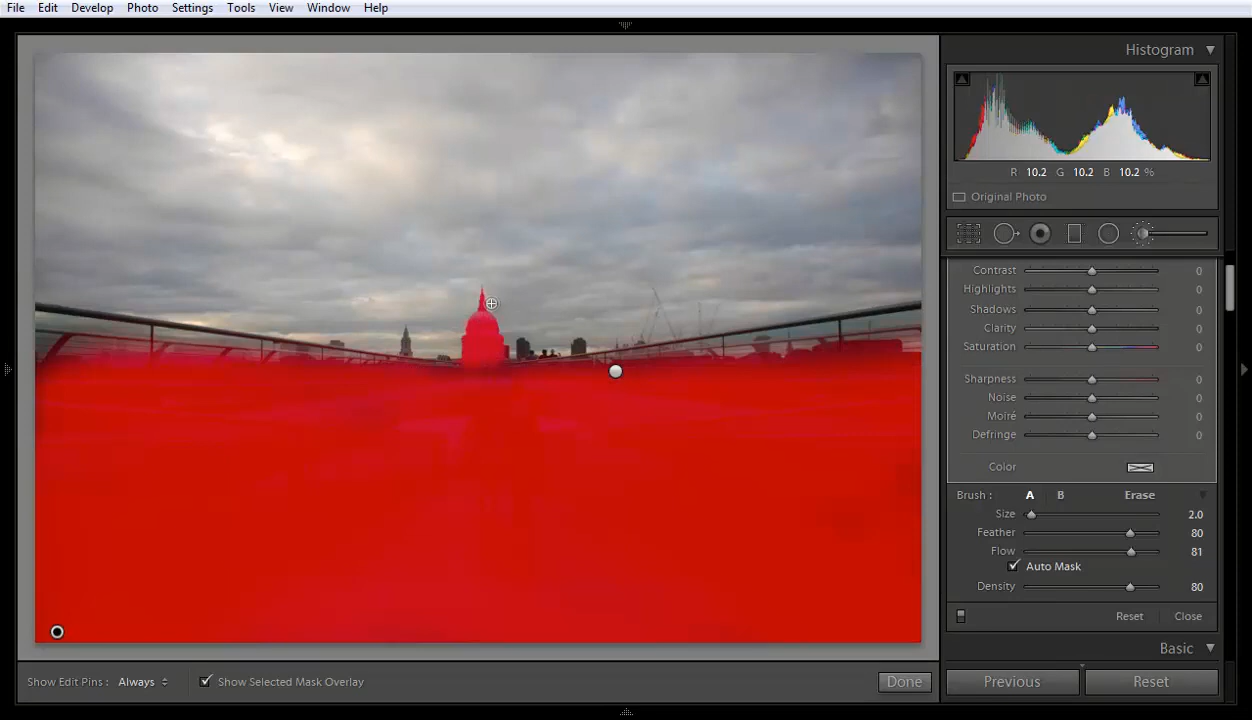 File Edit Develop Photo Settings Tools View Window Help
Histogram
R 10.2 G 10.2 B 10.2 %
Original Photo
Contrast 0
Highlights 0
Shadows 0
Clarity 0
Saturation 0
Sharpness 0
Noise 0
Moiré 0
Defringe 0
Color
Brush : A B Erase
Size 2.0
Feather 80
Flow 81
Auto Mask
Density 80
Reset Close
Basic
Show Edit Pins : Always Show Selected Mask Overlay Done
Previous Reset